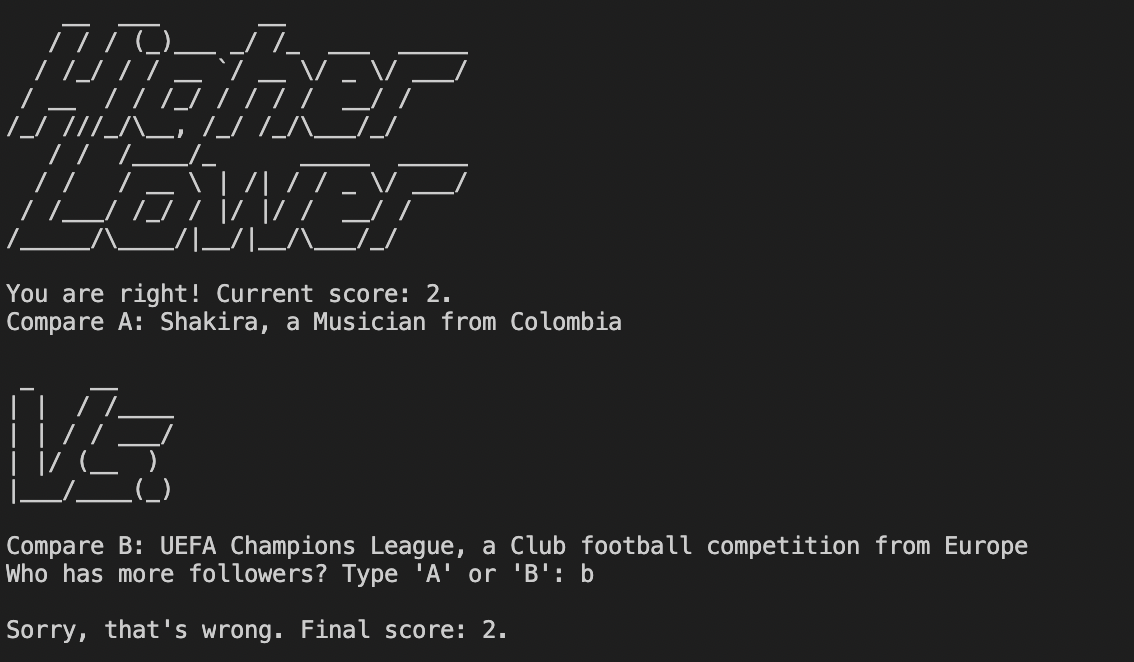 Higher
Lower
You are right! Current score: 2.
Compare A: Shakira, a Musician from Colombia
Vs.
Compare B: UEFA Champions League, a Club football competition from Europe
Who has more followers? Type 'A' or 'B': b
Sorry, that's wrong. Final score: 2.